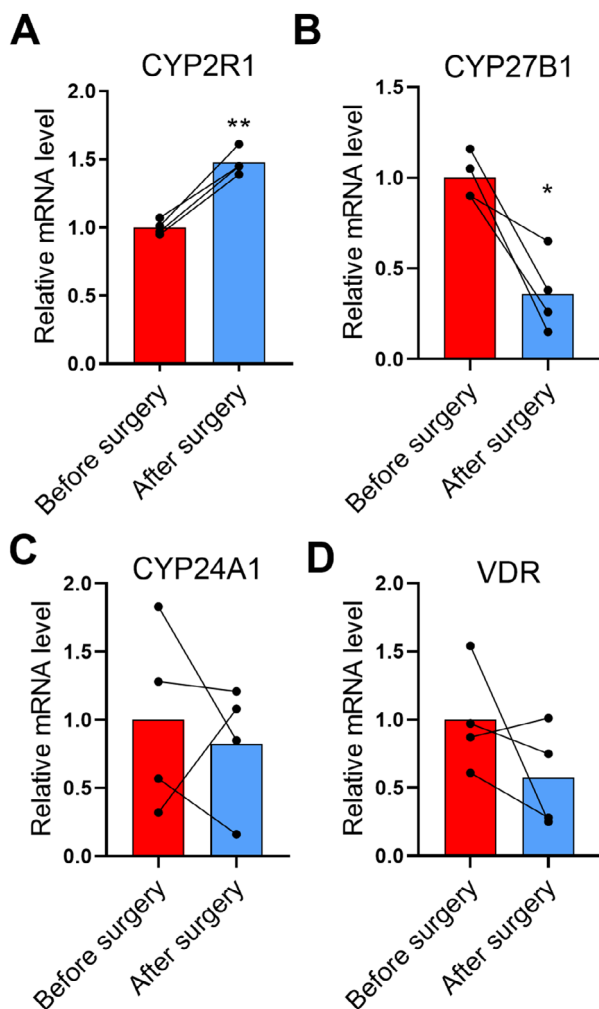 A
CYP2R1
Relative mRNA level
2.0
1.5
**
1.0
0.5
0.0
Before surgery
After surgery
B
CYP27B1
Relative mRNA level
1.5
1.0
*
0.5
0.0
Before surgery
After surgery
C
CYP24A1
Relative mRNA level
2.0
1.5
1.0
0.5
0.0
Before surgery
After surgery
D
VDR
Relative mRNA level
2.0
1.5
1.0
0.5
0.0
Before surgery
After surgery